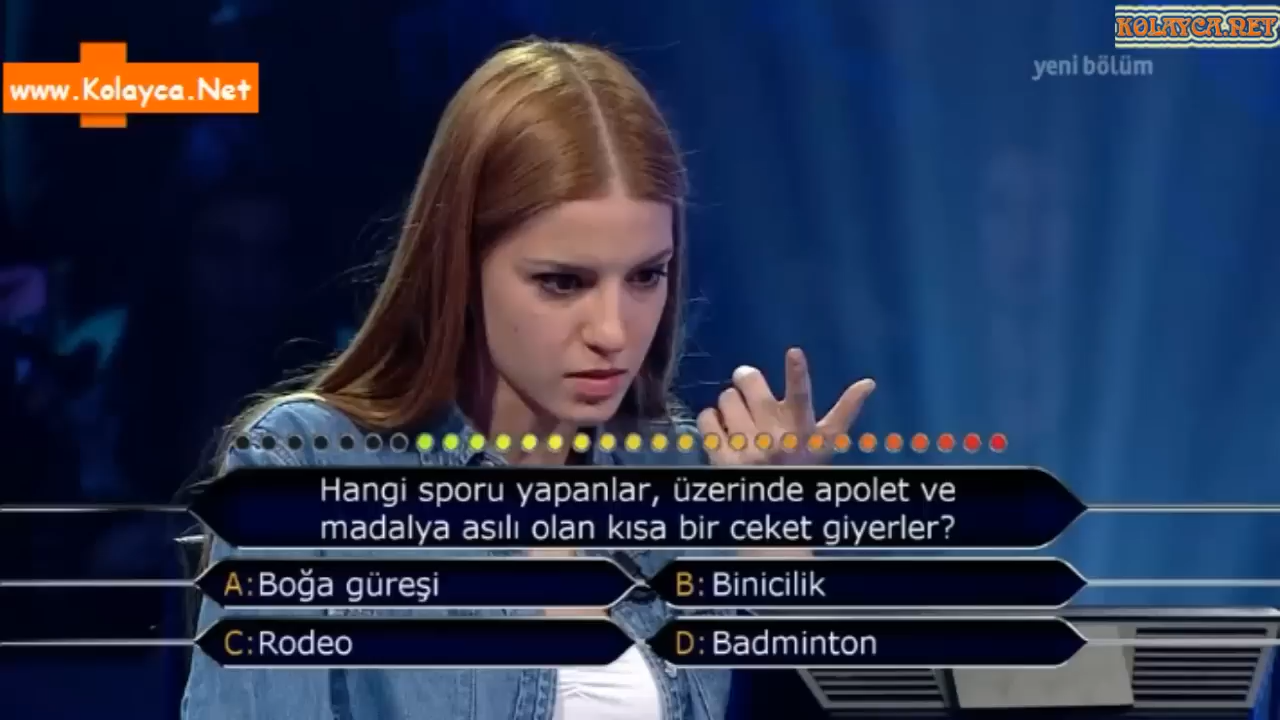 KOLAYCA.NET
yeni bölüm
www.Kolayca.Net
Hangi sporu yapanlar, üzerinde apolet ve
madalya asılı olan kısa bir ceket giyerler?
A: Boğa güreşi
B: Binicilik
C: Rodeo
D: Badminton